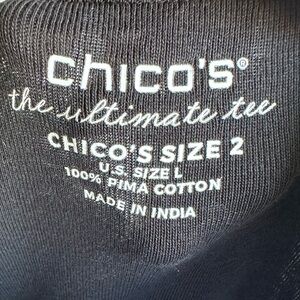 chico's®
the ultimate tee
CHICO'S SIZE 2
U.S. SIZE L
100% PIMA COTTON
MADE IN INDIA